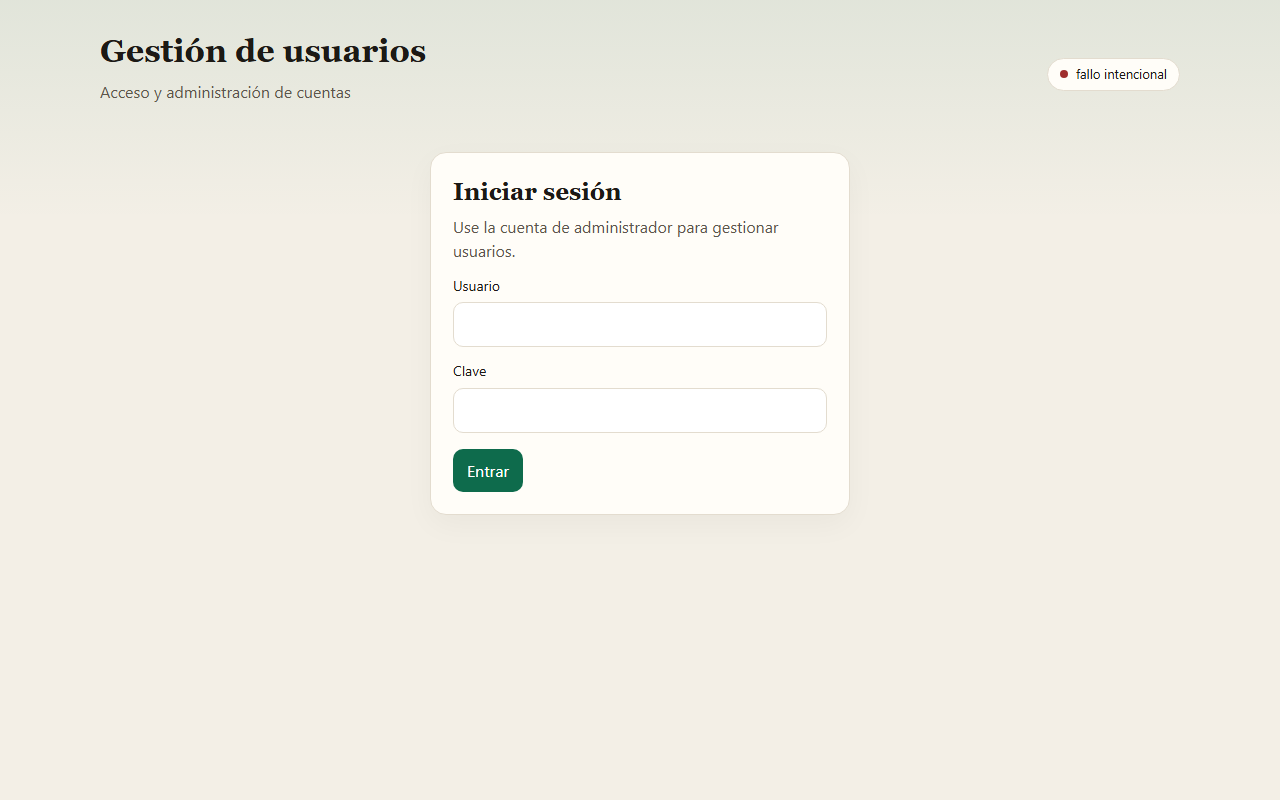 Gestión de usuarios
Acceso y administración de cuentas
fallo intencional
Iniciar sesión
Use la cuenta de administrador para gestionar
usuarios.
Usuario
Clave
Entrar